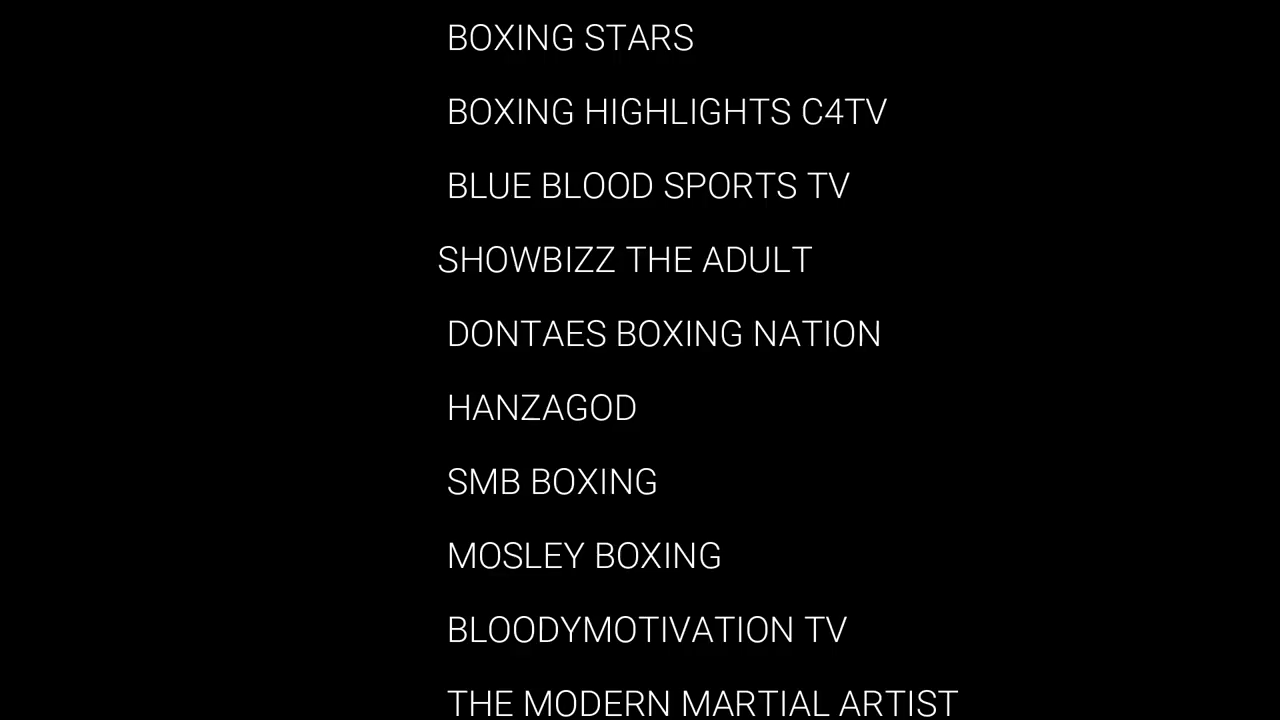 BOXING STARS
BOXING HIGHLIGHTS C4TV
BLUE BLOOD SPORTS TV
SHOWBIZZ THE ADULT
DONTAES BOXING NATION
HANZAGOD
SMB BOXING
MOSLEY BOXING
BLOODYMOTIVATION TV
THE MODERN MARTIAL ARTIST